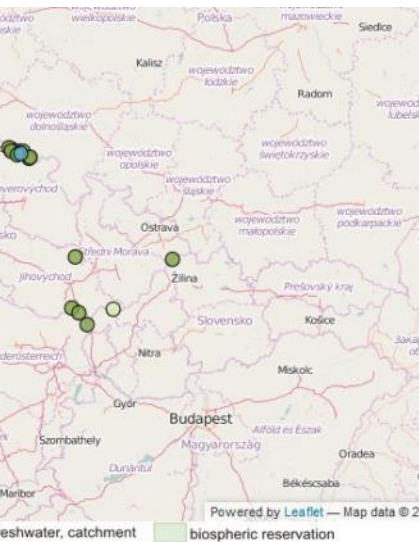 wielkopolskie
Polska
mazowieckie
Siedlce
Kalisz
województwo
łódzkie
Radom
województwo
dolnośląskie
województwo
opolskie
województwo
świętokrzyskie
województwo
śląskie
Ostrava
województwo
małopolskie
województwo
podkarpackie
Střední Morava
Jihovýchod
Žilina
Prešovský kraj
Slovensko
Košice
Nitra
Miskolc
Győr
Budapest
Szombathely
Magyarország
Alföld és Észak
Oradea
Dunántúl
Békéscsaba
Maribor
Powered by Leaflet — Map data © 2
eshwater, catchment
biospheric reservation